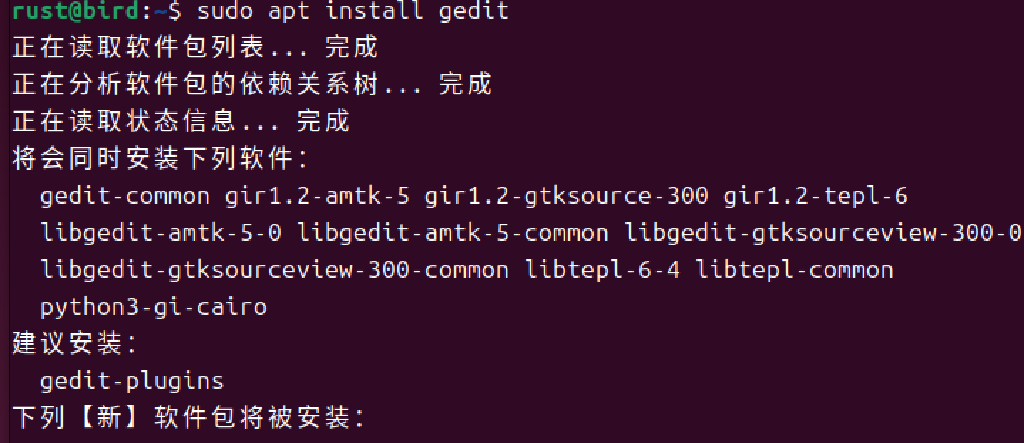 rust@bird:~$ sudo apt install gedit
正在读取软件包列表... 完成
正在分析软件包的依赖关系树... 完成
正在读取状态信息... 完成
将会同时安装下列软件：
  gedit-common gir1.2-amtk-5 gir1.2-gtksource-300 gir1.2-tepl-6
  libgedit-amtk-5-0 libgedit-amtk-5-common libgedit-gtksourceview-300-0
  libgedit-gtksourceview-300-common libtepl-6-4 libtepl-common
  python3-gi-cairo
建议安装：
  gedit-plugins
下列【新】软件包将被安装：